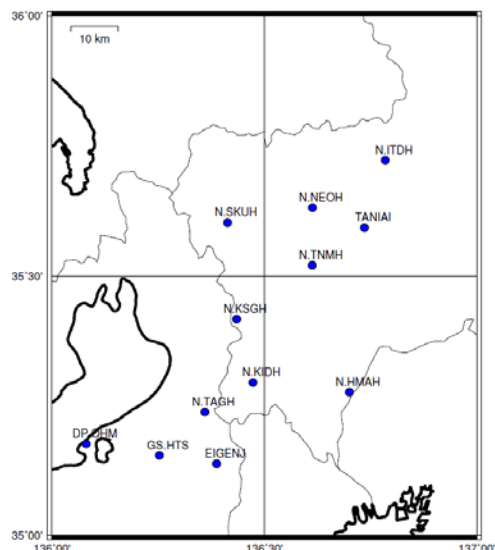 36°00'
10 km
N.ITDH
N.NEOH
N.SKUH
TANIAI
N.TNMH
35°30'
N.KSGH
N.KIDH
N.HMAH
N.TAGH
DP.OHM
GS.HTS
EIGENJ
35°00'
136°00'
136°30'
137°00'